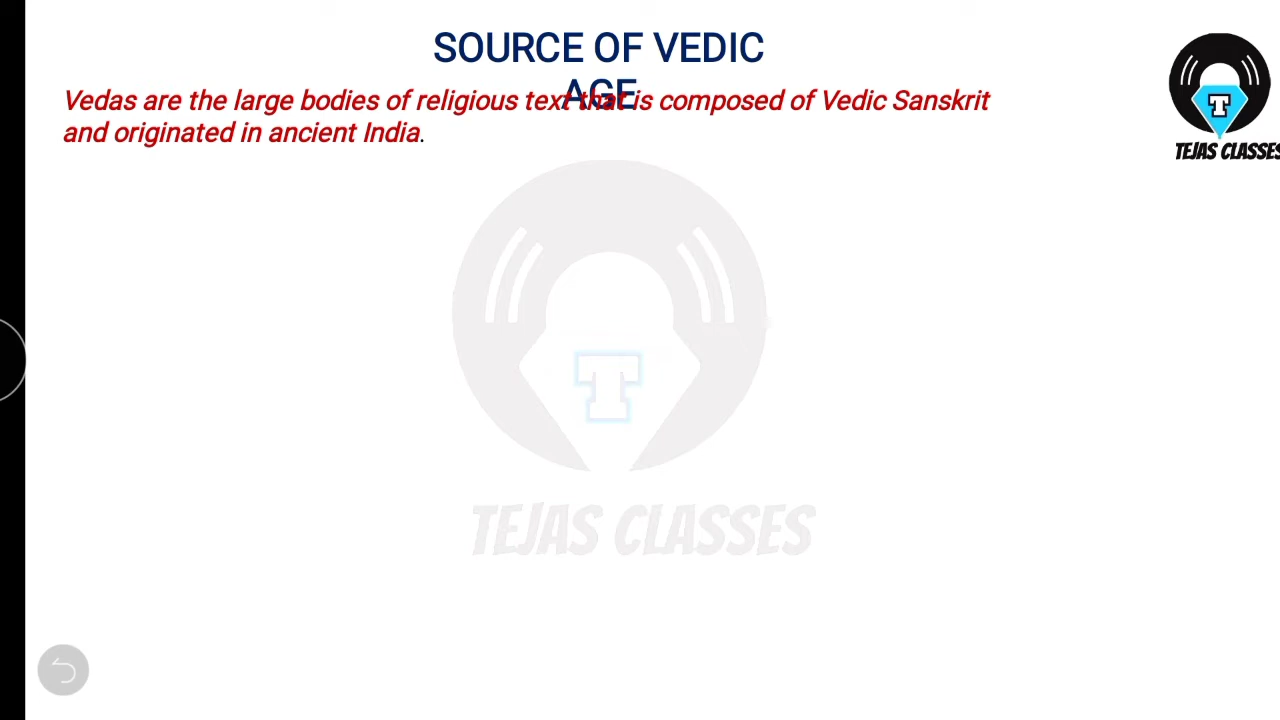 SOURCE OF VEDIC
AGE
Vedas are the large bodies of religious text that is composed of Vedic Sanskrit
and originated in ancient India.
T
TEJAS CLASSES
T
TEJAS CLASSES